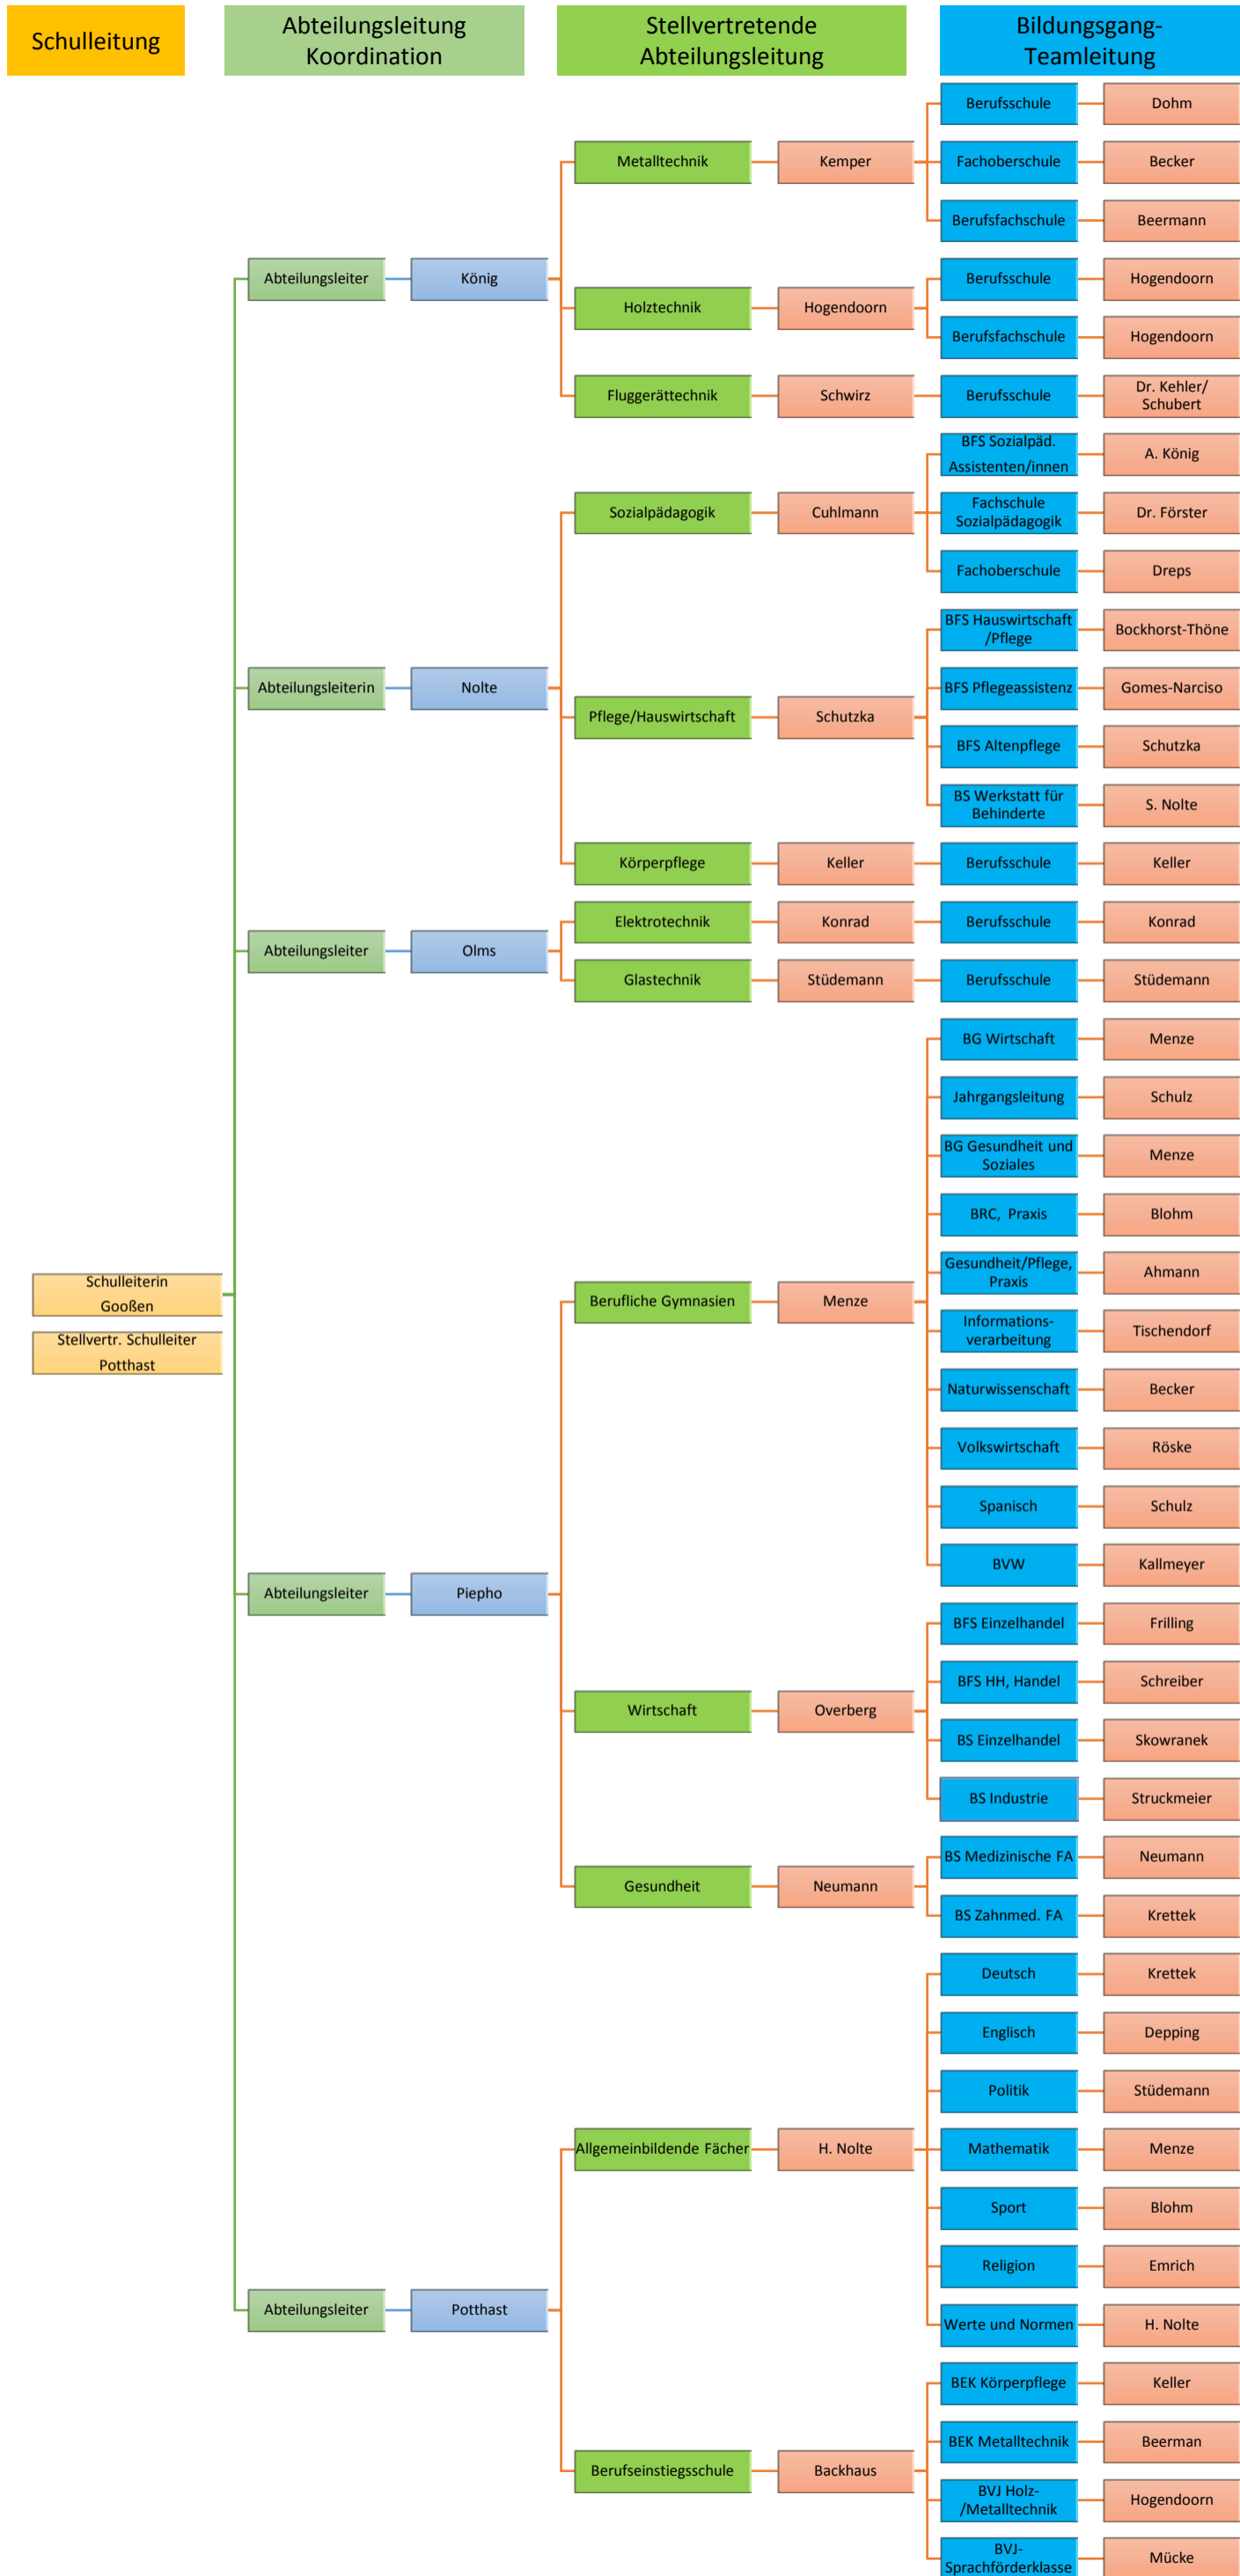 Schulleitung
Abteilungsleitung
Koordination
Stellvertretende
Abteilungsleitung
Bildungsgang-
Teamleitung
Schulleiterin
Gooßen
Stellvertr. Schulleiter
Potthast
Abteilungsleiter
König
Metalltechnik
Kemper
Berufsschule
Dohm
Fachoberschule
Becker
Berufsfachschule
Beermann
Holztechnik
Hogendoorn
Berufsschule
Hogendoorn
Berufsfachschule
Hogendoorn
Fluggerättechnik
Schwirz
Berufsschule
Dr. Kehler/
Schubert
Abteilungsleiterin
Nolte
Sozialpädagogik
Cuhlmann
BFS Sozialpäd.
Assistenten/innen
A. König
Fachschule
Sozialpädagogik
Dr. Förster
Fachoberschule
Dreps
Pflege/Hauswirtschaft
Schutzka
BFS Hauswirtschaft
/Pflege
Bockhorst-Thöne
BFS Pflegeassistenz
Gomes-Narciso
BFS Altenpflege
Schutzka
BS Werkstatt für
Behinderte
S. Nolte
Körperpflege
Keller
Berufsschule
Keller
Abteilungsleiter
Olms
Elektrotechnik
Konrad
Berufsschule
Konrad
Glastechnik
Stüdemann
Berufsschule
Stüdemann
Abteilungsleiter
Piepho
Berufliche Gymnasien
Menze
BG Wirtschaft
Menze
Jahrgangsleitung
Schulz
BG Gesundheit und
Soziales
Menze
BRC, Praxis
Blohm
Gesundheit/Pflege,
Praxis
Ahmann
Informations-
verarbeitung
Tischendorf
Naturwissenschaft
Becker
Volkswirtschaft
Röske
Spanisch
Schulz
BVW
Kallmeyer
Wirtschaft
Overberg
BFS Einzelhandel
Frilling
BFS HH, Handel
Schreiber
BS Einzelhandel
Skowranek
BS Industrie
Struckmeier
Gesundheit
Neumann
BS Medizinische FA
Neumann
BS Zahnmed. FA
Krettek
Abteilungsleiter
Potthast
Allgemeinbildende Fächer
H. Nolte
Deutsch
Krettek
Englisch
Depping
Politik
Stüdemann
Mathematik
Menze
Sport
Blohm
Religion
Emrich
Werte und Normen
H. Nolte
Berufseinstiegsschule
Backhaus
BEK Körperpflege
Keller
BEK Metalltechnik
Beerman
BVJ Holz-
/Metalltechnik
Hogendoorn
BVJ-
Sprachförderklasse
Mücke